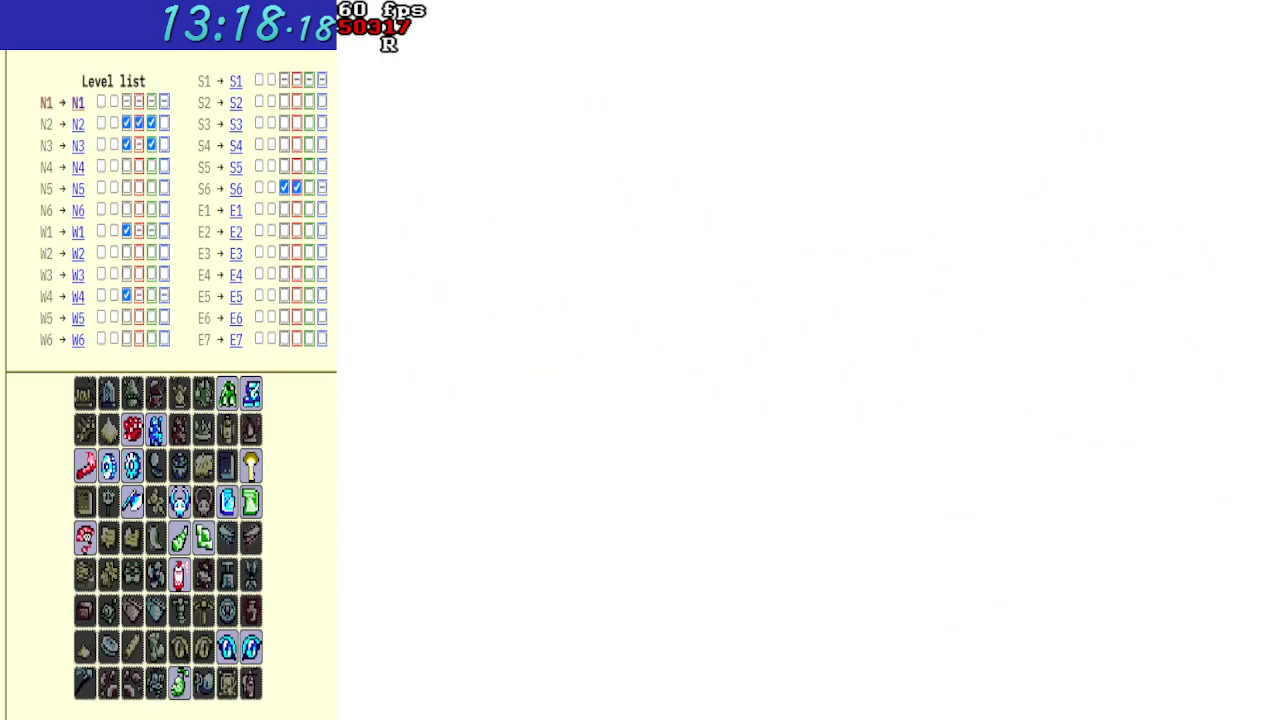 13:18.18
60 fps
50317
R
Level list
N1 → N1
N2 → N2
N3 → N3
N4 → N4
N5 → N5
N6 → N6
W1 → W1
W2 → W2
W3 → W3
W4 → W4
W5 → W5
W6 → W6
S1 → S1
S2 → S2
S3 → S3
S4 → S4
S5 → S5
S6 → S6
E1 → E1
E2 → E2
E3 → E3
E4 → E4
E5 → E5
E6 → E6
E7 → E7